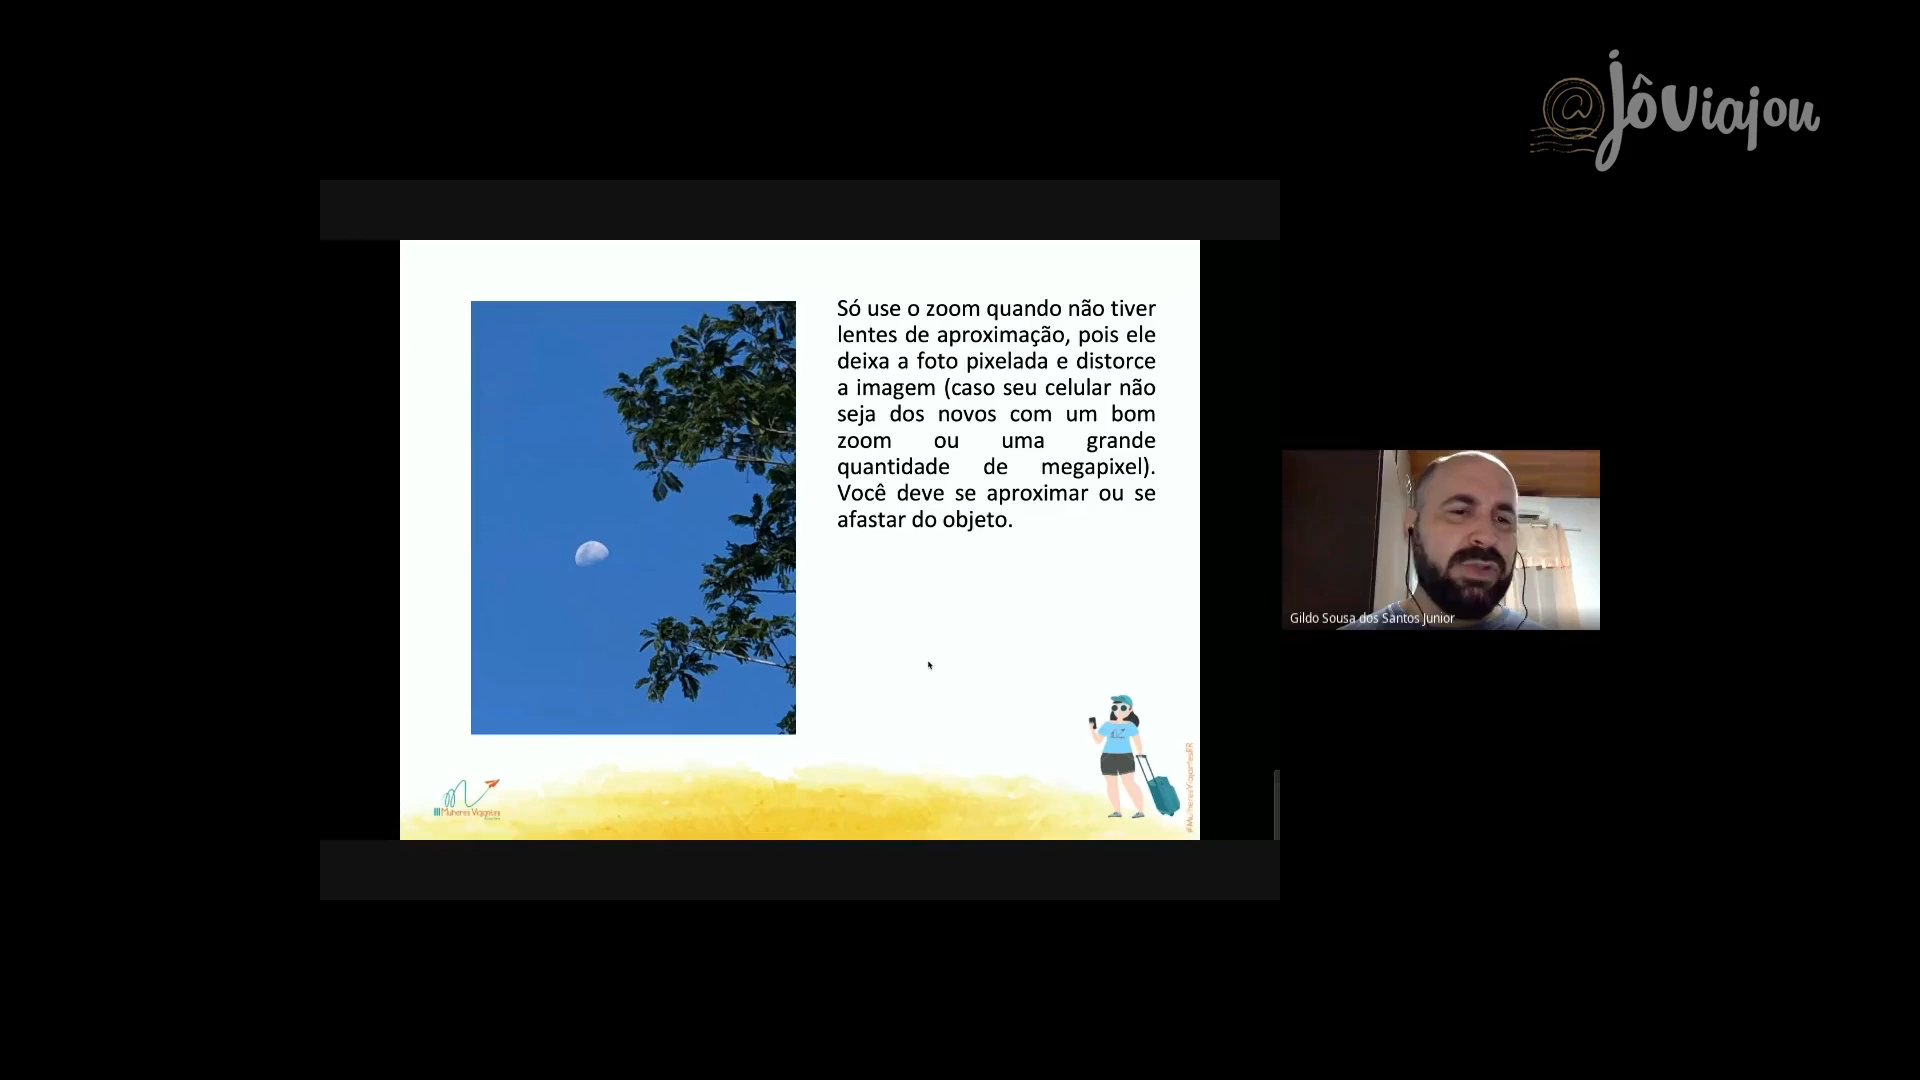 @jôviajou
Só use o zoom quando não tiver
lentes de aproximação, pois ele
deixa a foto pixelada e distorce
a imagem (caso seu celular não
seja dos novos com um bom
zoom ou uma grande
quantidade de megapixel).
Você deve se aproximar ou se
afastar do objeto.
Gildo Sousa dos Santos Junior
III Mulheres Viajantes
#MulheresViajantesRR